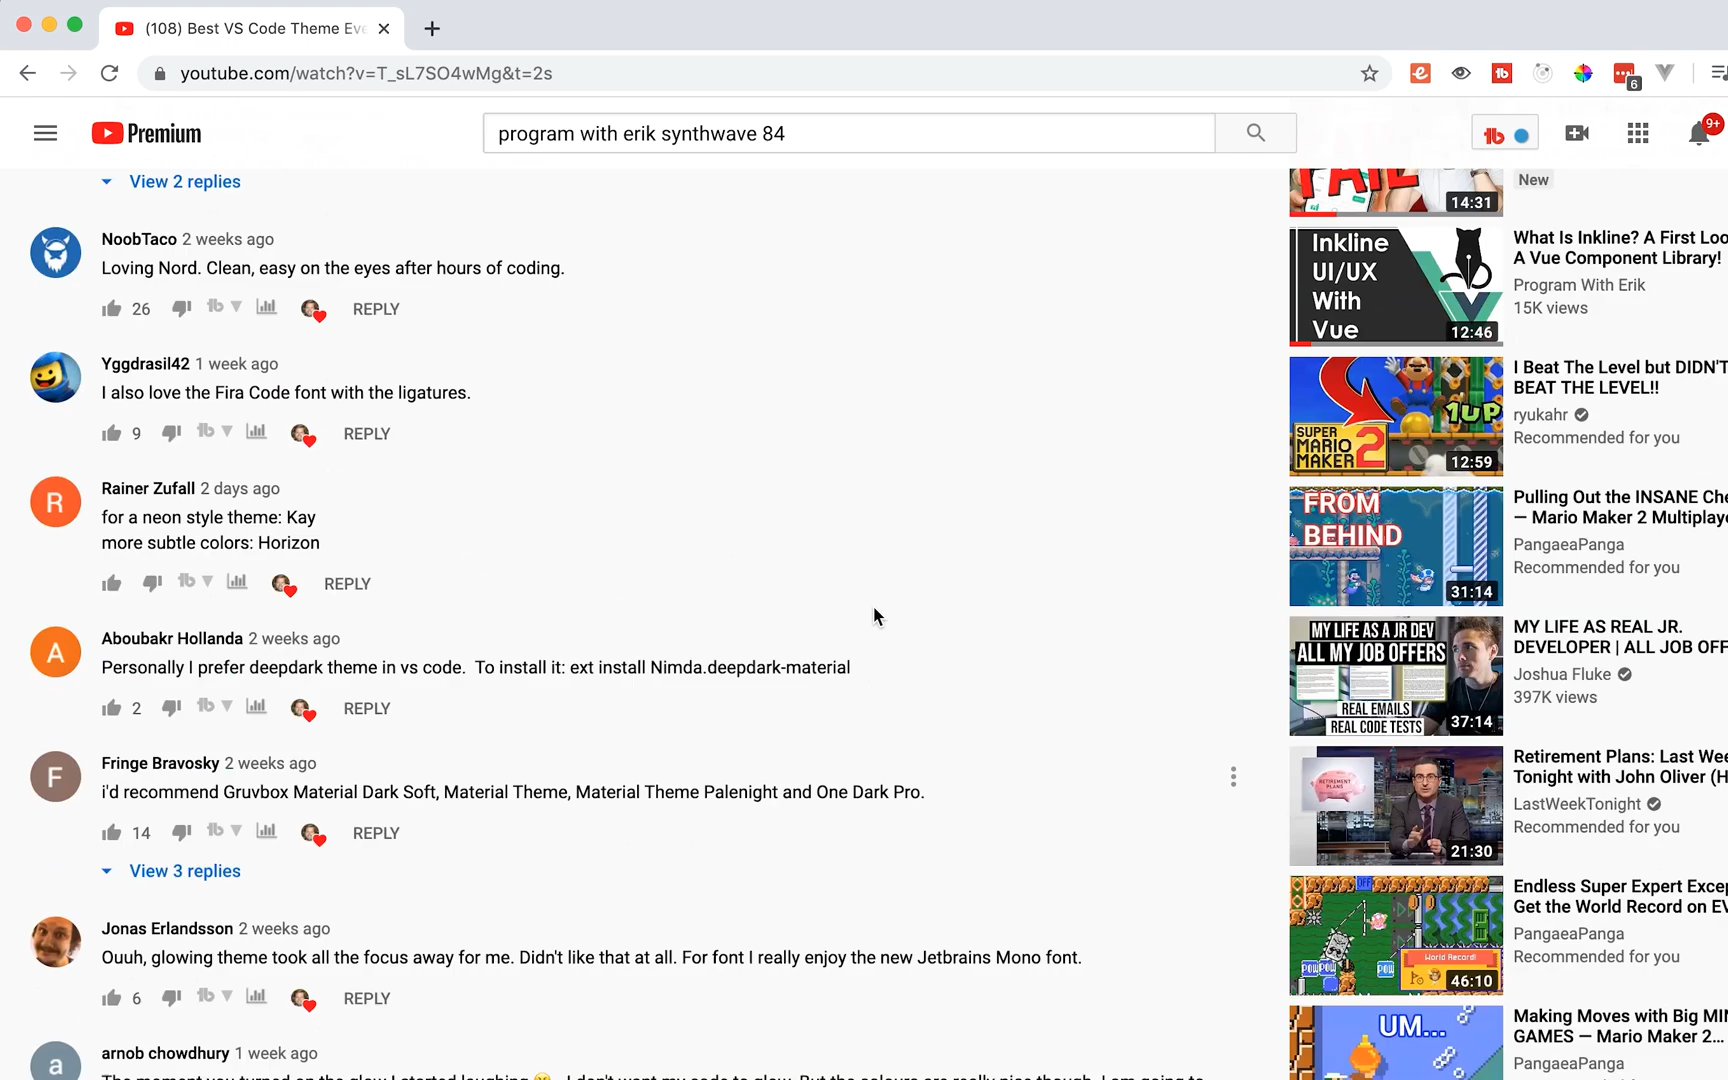 (108) Best VS Code Theme Eve
youtube.com/watch?v=T_sL7SO4wMg&t=2s
6
Premium
program with erik synthwave 84
9+
View 2 replies
NoobTaco 2 weeks ago
Loving Nord. Clean, easy on the eyes after hours of coding.
26 REPLY
Yggdrasil42 1 week ago
I also love the Fira Code font with the ligatures.
9 REPLY
R
Rainer Zufall 2 days ago
for a neon style theme: Kay
more subtle colors: Horizon
REPLY
A
Aboubakr Hollanda 2 weeks ago
Personally I prefer deepdark theme in vs code. To install it: ext install Nimda.deepdark-material
2 REPLY
F
Fringe Bravosky 2 weeks ago
i'd recommend Gruvbox Material Dark Soft, Material Theme, Material Theme Palenight and One Dark Pro.
14 REPLY
View 3 replies
Jonas Erlandsson 2 weeks ago
Ouuh, glowing theme took all the focus away for me. Didn't like that at all. For font I really enjoy the new Jetbrains Mono font.
6 REPLY
a
arnob chowdhury 1 week ago
FAIL
14:31
New
Inkline
UI/UX
With
Vue
12:46
What Is Inkline? A First Loo
A Vue Component Library!
Program With Erik
15K views
SUPER
MARIO
MAKER 2
1UP
12:59
I Beat The Level but DIDN'T
BEAT THE LEVEL!!
ryukahr
Recommended for you
FROM
BEHIND
31:14
Pulling Out the INSANE Che
— Mario Maker 2 Multiplaye
PangaeaPanga
Recommended for you
MY LIFE AS A JR DEV
ALL MY JOB OFFERS
REAL EMAILS
REAL CODE TESTS
37:14
MY LIFE AS REAL JR.
DEVELOPER | ALL JOB OFF
Joshua Fluke
397K views
RETIREMENT PLANS
21:30
Retirement Plans: Last Wee
Tonight with John Oliver (H
LastWeekTonight
Recommended for you
OFF
POW POW
POW
World Record!
46:10
Endless Super Expert Excep
Get the World Record on EV
PangaeaPanga
Recommended for you
UM...
Making Moves with Big MIN
GAMES — Mario Maker 2...
PangaeaPanga